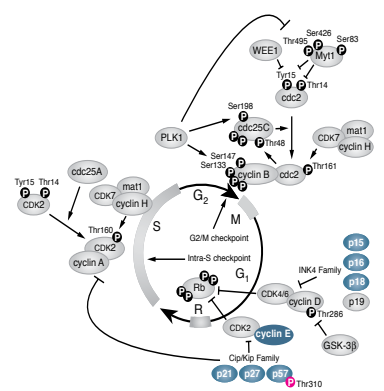 Ser426
Thr495 P P Ser83
P
WEE1 Myt1
Tyr15
P P Thr14
cdc2
Ser198
P
PLK1 cdc25C
P P P Thr48
CDK7 mat1
cyclin H
Ser147
Ser133 P
P cyclin B cdc2 P Thr161
cdc25A
Tyr15 Thr14
P P
CDK2
mat1
CDK7
cyclin H
Thr160
P
CDK2
cyclin A
G2
S
M
G2/M checkpoint
Intra-S checkpoint
G1
R
P
P Rb
P
CDK4/6
cyclin D
P Thr286
GSK-3β
INK4 Family
p15
p16
p18
p19
CDK2 cyclin E
Cip/Kip Family
p21 p27 p57
P Thr310